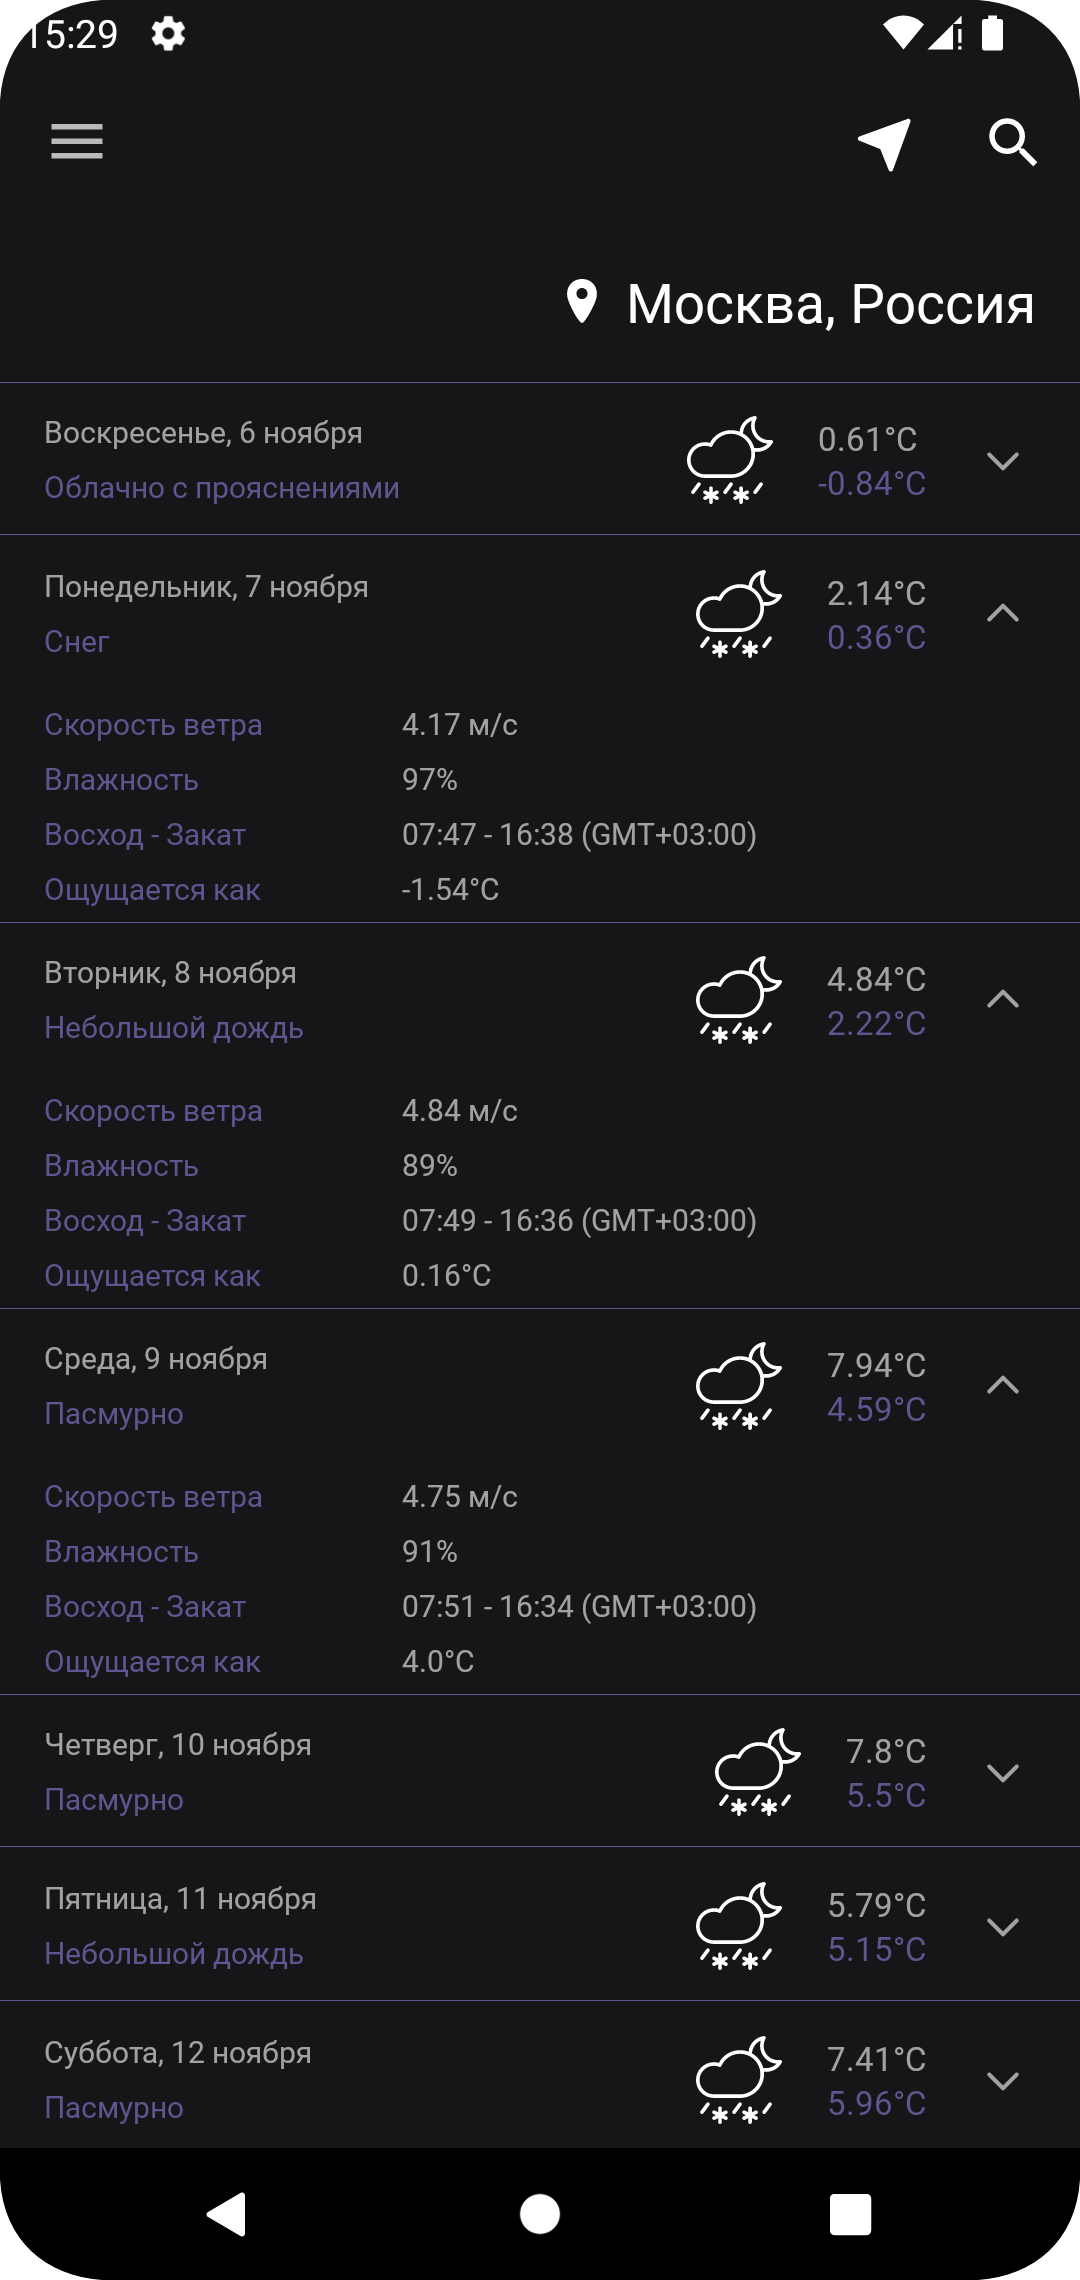 15:29
Москва, Россия
Воскресенье, 6 ноября
0.61°C
Облачно с прояснениями
-0.84°C
Понедельник, 7 ноября
2.14°C
Снег
0.36°C
Скорость ветра 4.17 м/с
Влажность 97%
Восход - Закат 07:47 - 16:38 (GMT+03:00)
Ощущается как -1.54°C
Вторник, 8 ноября
4.84°C
Небольшой дождь
2.22°C
Скорость ветра 4.84 м/с
Влажность 89%
Восход - Закат 07:49 - 16:36 (GMT+03:00)
Ощущается как 0.16°C
Среда, 9 ноября
7.94°C
Пасмурно
4.59°C
Скорость ветра 4.75 м/с
Влажность 91%
Восход - Закат 07:51 - 16:34 (GMT+03:00)
Ощущается как 4.0°C
Четверг, 10 ноября
7.8°C
Пасмурно
5.5°C
Пятница, 11 ноября
5.79°C
Небольшой дождь
5.15°C
Суббота, 12 ноября
7.41°C
Пасмурно
5.96°C